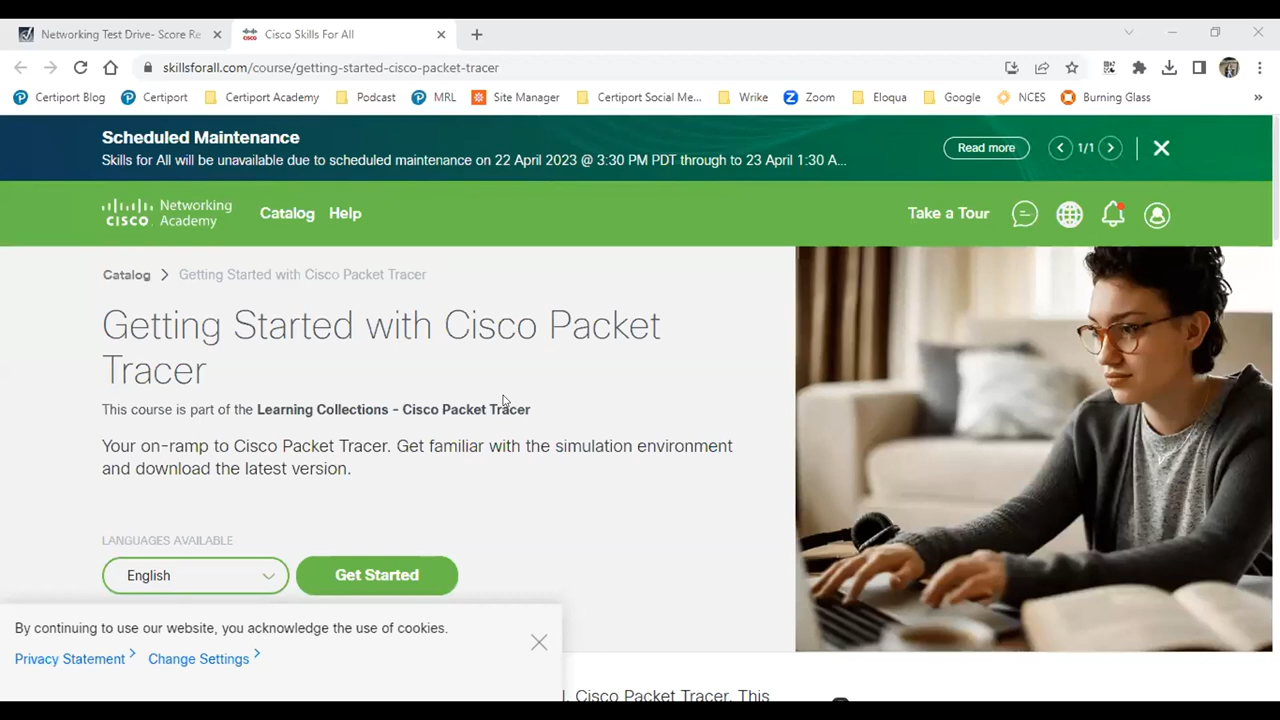 Networking Test Drive- Score Re
Cisco Skills For All
skillsforall.com/course/getting-started-cisco-packet-tracer
Certiport Blog
Certiport
Certiport Academy
Podcast
MRL
Site Manager
Certiport Social Me...
Wrike
Zoom
Eloqua
Google
NCES
Burning Glass
»
Scheduled Maintenance
Skills for All will be unavailable due to scheduled maintenance on 22 April 2023 @ 3:30 PM PDT through to 23 April 1:30 A...
Read more
1/1
CISCO
Networking
Academy
Catalog
Help
Take a Tour
Catalog > Getting Started with Cisco Packet Tracer
Getting Started with Cisco Packet
Tracer
This course is part of the Learning Collections - Cisco Packet Tracer
Your on-ramp to Cisco Packet Tracer. Get familiar with the simulation environment
and download the latest version.
LANGUAGES AVAILABLE
English
Get Started
By continuing to use our website, you acknowledge the use of cookies.
Privacy Statement >
Change Settings >
Cisco Packet Tracer. This